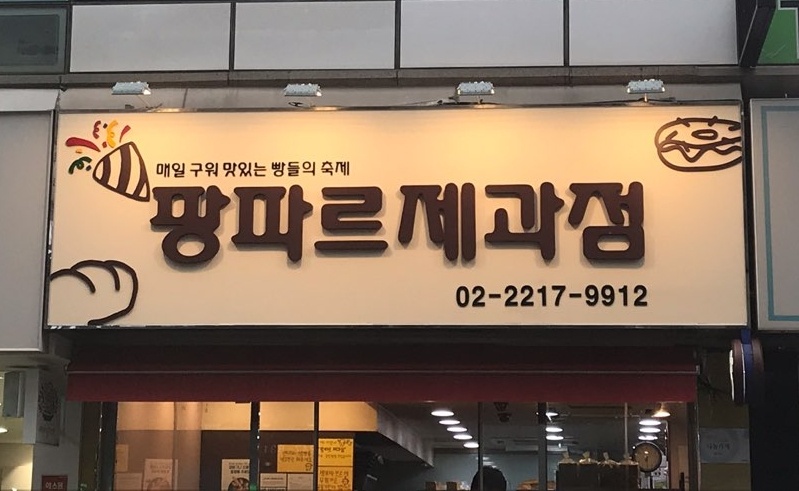 매일 구워 맛있는 빵들의 축제
팡파르제과점
02-2217-9912